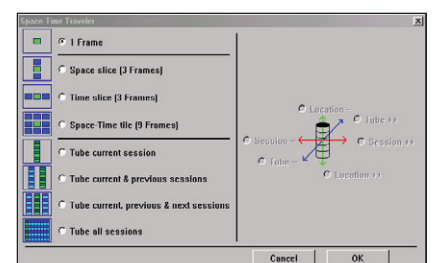 Space Time Traveler
1 Frame
Space slice (3 Frames)
Time slice (3 Frames)
Space-Time tile (9 Frames)
Tube current session
Tube current & previous sessions
Tube current, previous & next sessions
Tube all sessions
Location --
Tube ++
Session --
Session ++
Tube --
Location ++
Cancel
OK